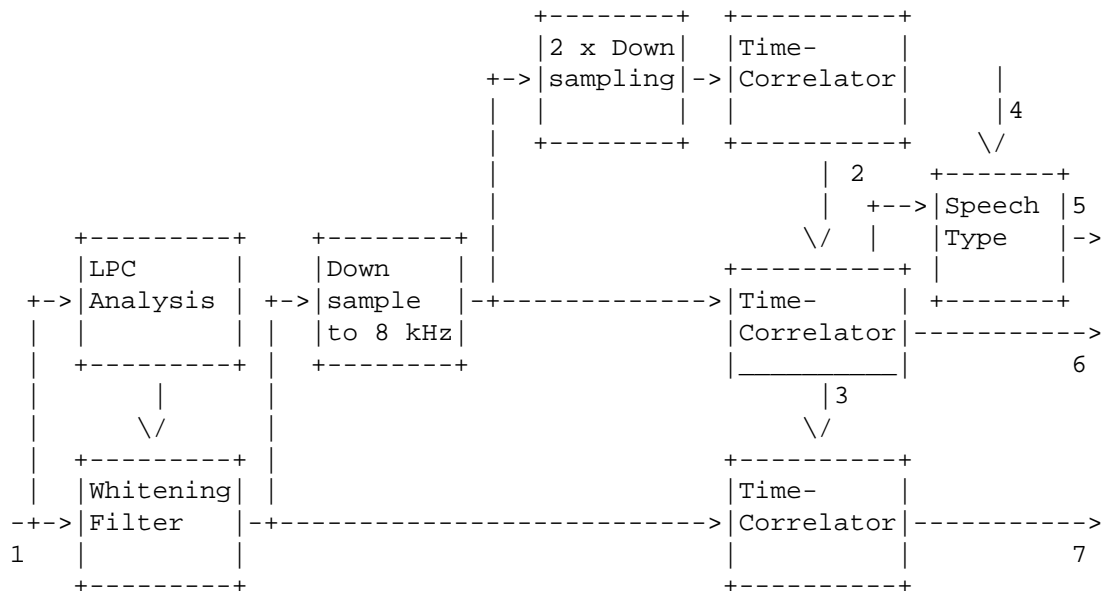 +--------+  +----------+
                                 |2 x Down|  |Time-     |
                              +->|sampling|->|Correlator|     |
                              |  |        |  |          |     |4
                              |  +--------+  +----------+    \/
                              |                    | 2    +-------+
                              |                    |  +-->|Speech |5
    +---------+    +--------+ |                   \/  |   |Type   |->
    |LPC      |    |Down    | |              +----------+ |       |
 +->|Analysis | +->|sample  |-+------------->|Time-     | +-------+
 |  |         | |  |to 8 kHz|                |Correlator|----------->
 |  +---------+ |  +--------+                |__________|          6
 |       |      |                                  |3
 |      \/      |                                 \/
 |  +---------+ |                            +----------+
 |  |Whitening| |                            |Time-     |
-+->|Filter   |-+--------------------------->|Correlator|----------->
1   |         |                              |          |          7
    +---------+                              +----------+